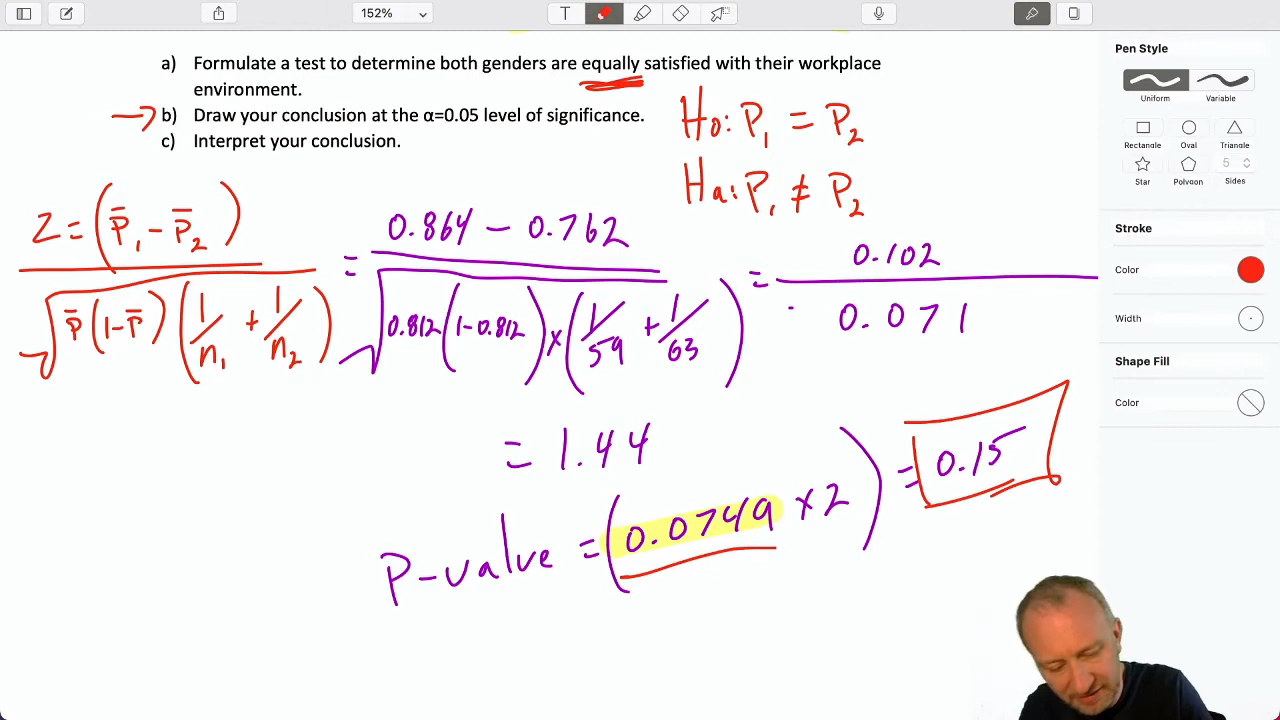 152%
T
a) Formulate a test to determine both genders are equally satisfied with their workplace
environment.
b) Draw your conclusion at the α=0.05 level of significance.
c) Interpret your conclusion.
Ho: P₁ = P₂
Ha: P₁ ≠ P₂
Z = (p̄₁ - p̄₂) / √(p̄(1-p̄)(1/n₁ + 1/n₂)) = 0.864 - 0.762 / √(0.812(1-0.812)×(1/59 + 1/63)) = 0.102 / 0.071
= 1.44
P-value = (0.0749 × 2) = 0.15
Pen Style
Uniform Variable
Rectangle Oval Triangle
Star Polygon 5 Sides
Stroke
Color
Width
Shape Fill
Color